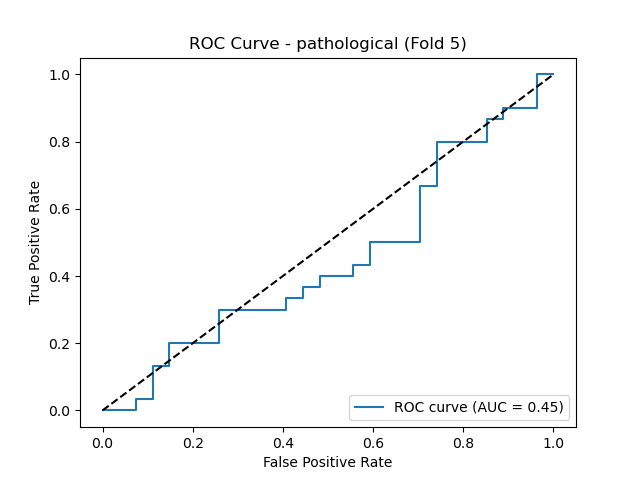 ROC Curve - pathological (Fold 5)
True Positive Rate
1.0
0.8
0.6
0.4
0.2
0.0
ROC curve (AUC = 0.45)
0.0 0.2 0.4 0.6 0.8 1.0
False Positive Rate